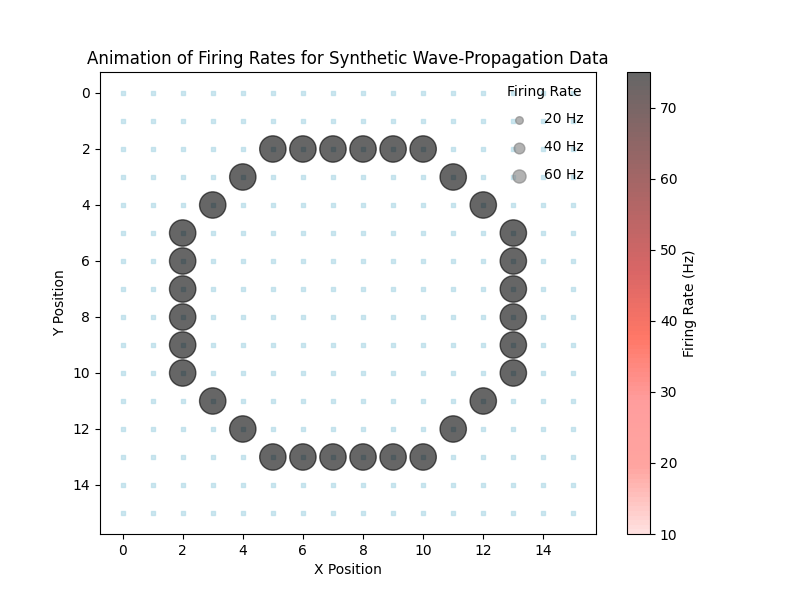 Animation of Firing Rates for Synthetic Wave-Propagation Data
Firing Rate
20 Hz
40 Hz
60 Hz
0
2
4
6
8
10
12
14
Y Position
0 2 4 6 8 10 12 14
X Position
70
60
50
40
30
20
10
Firing Rate (Hz)